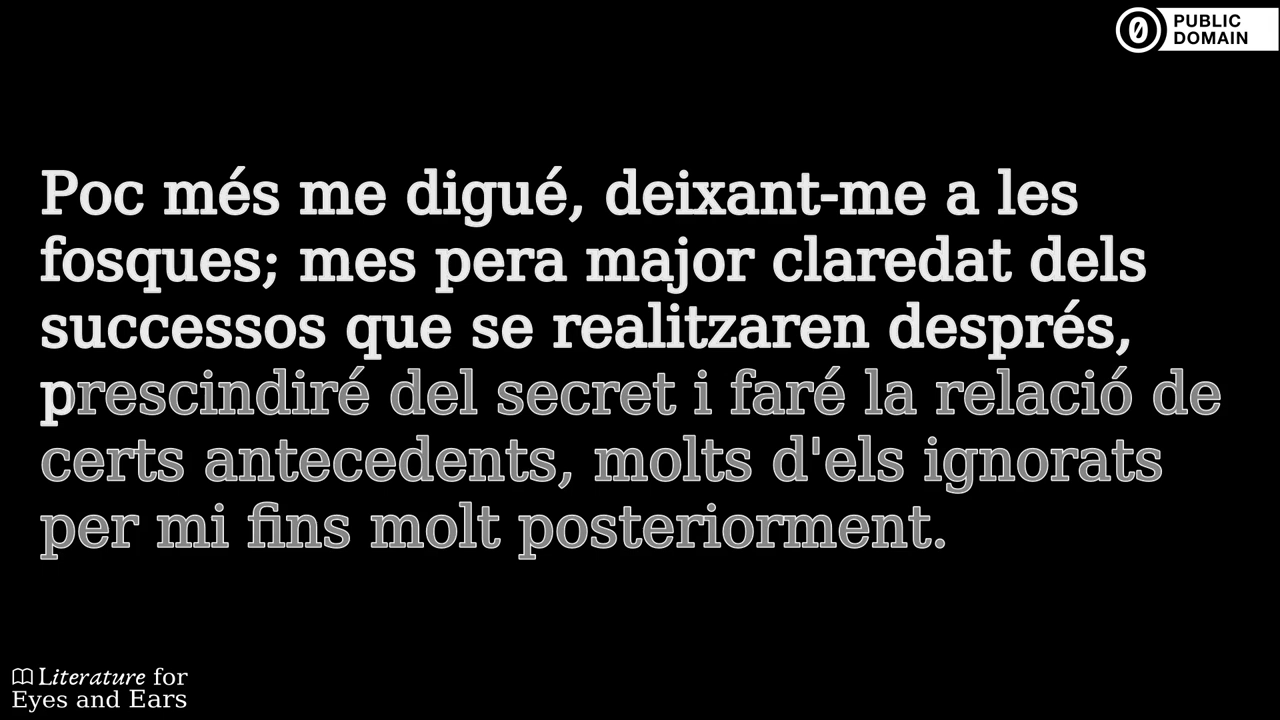 PUBLIC
DOMAIN
Poc més me digué, deixant-me a les
fosques; mes pera major claredat dels
successos que se realitzaren després,
prescindiré del secret i faré la relació de
certs antecedents, molts d'els ignorats
per mi fins molt posteriorment.
Literature for
Eyes and Ears